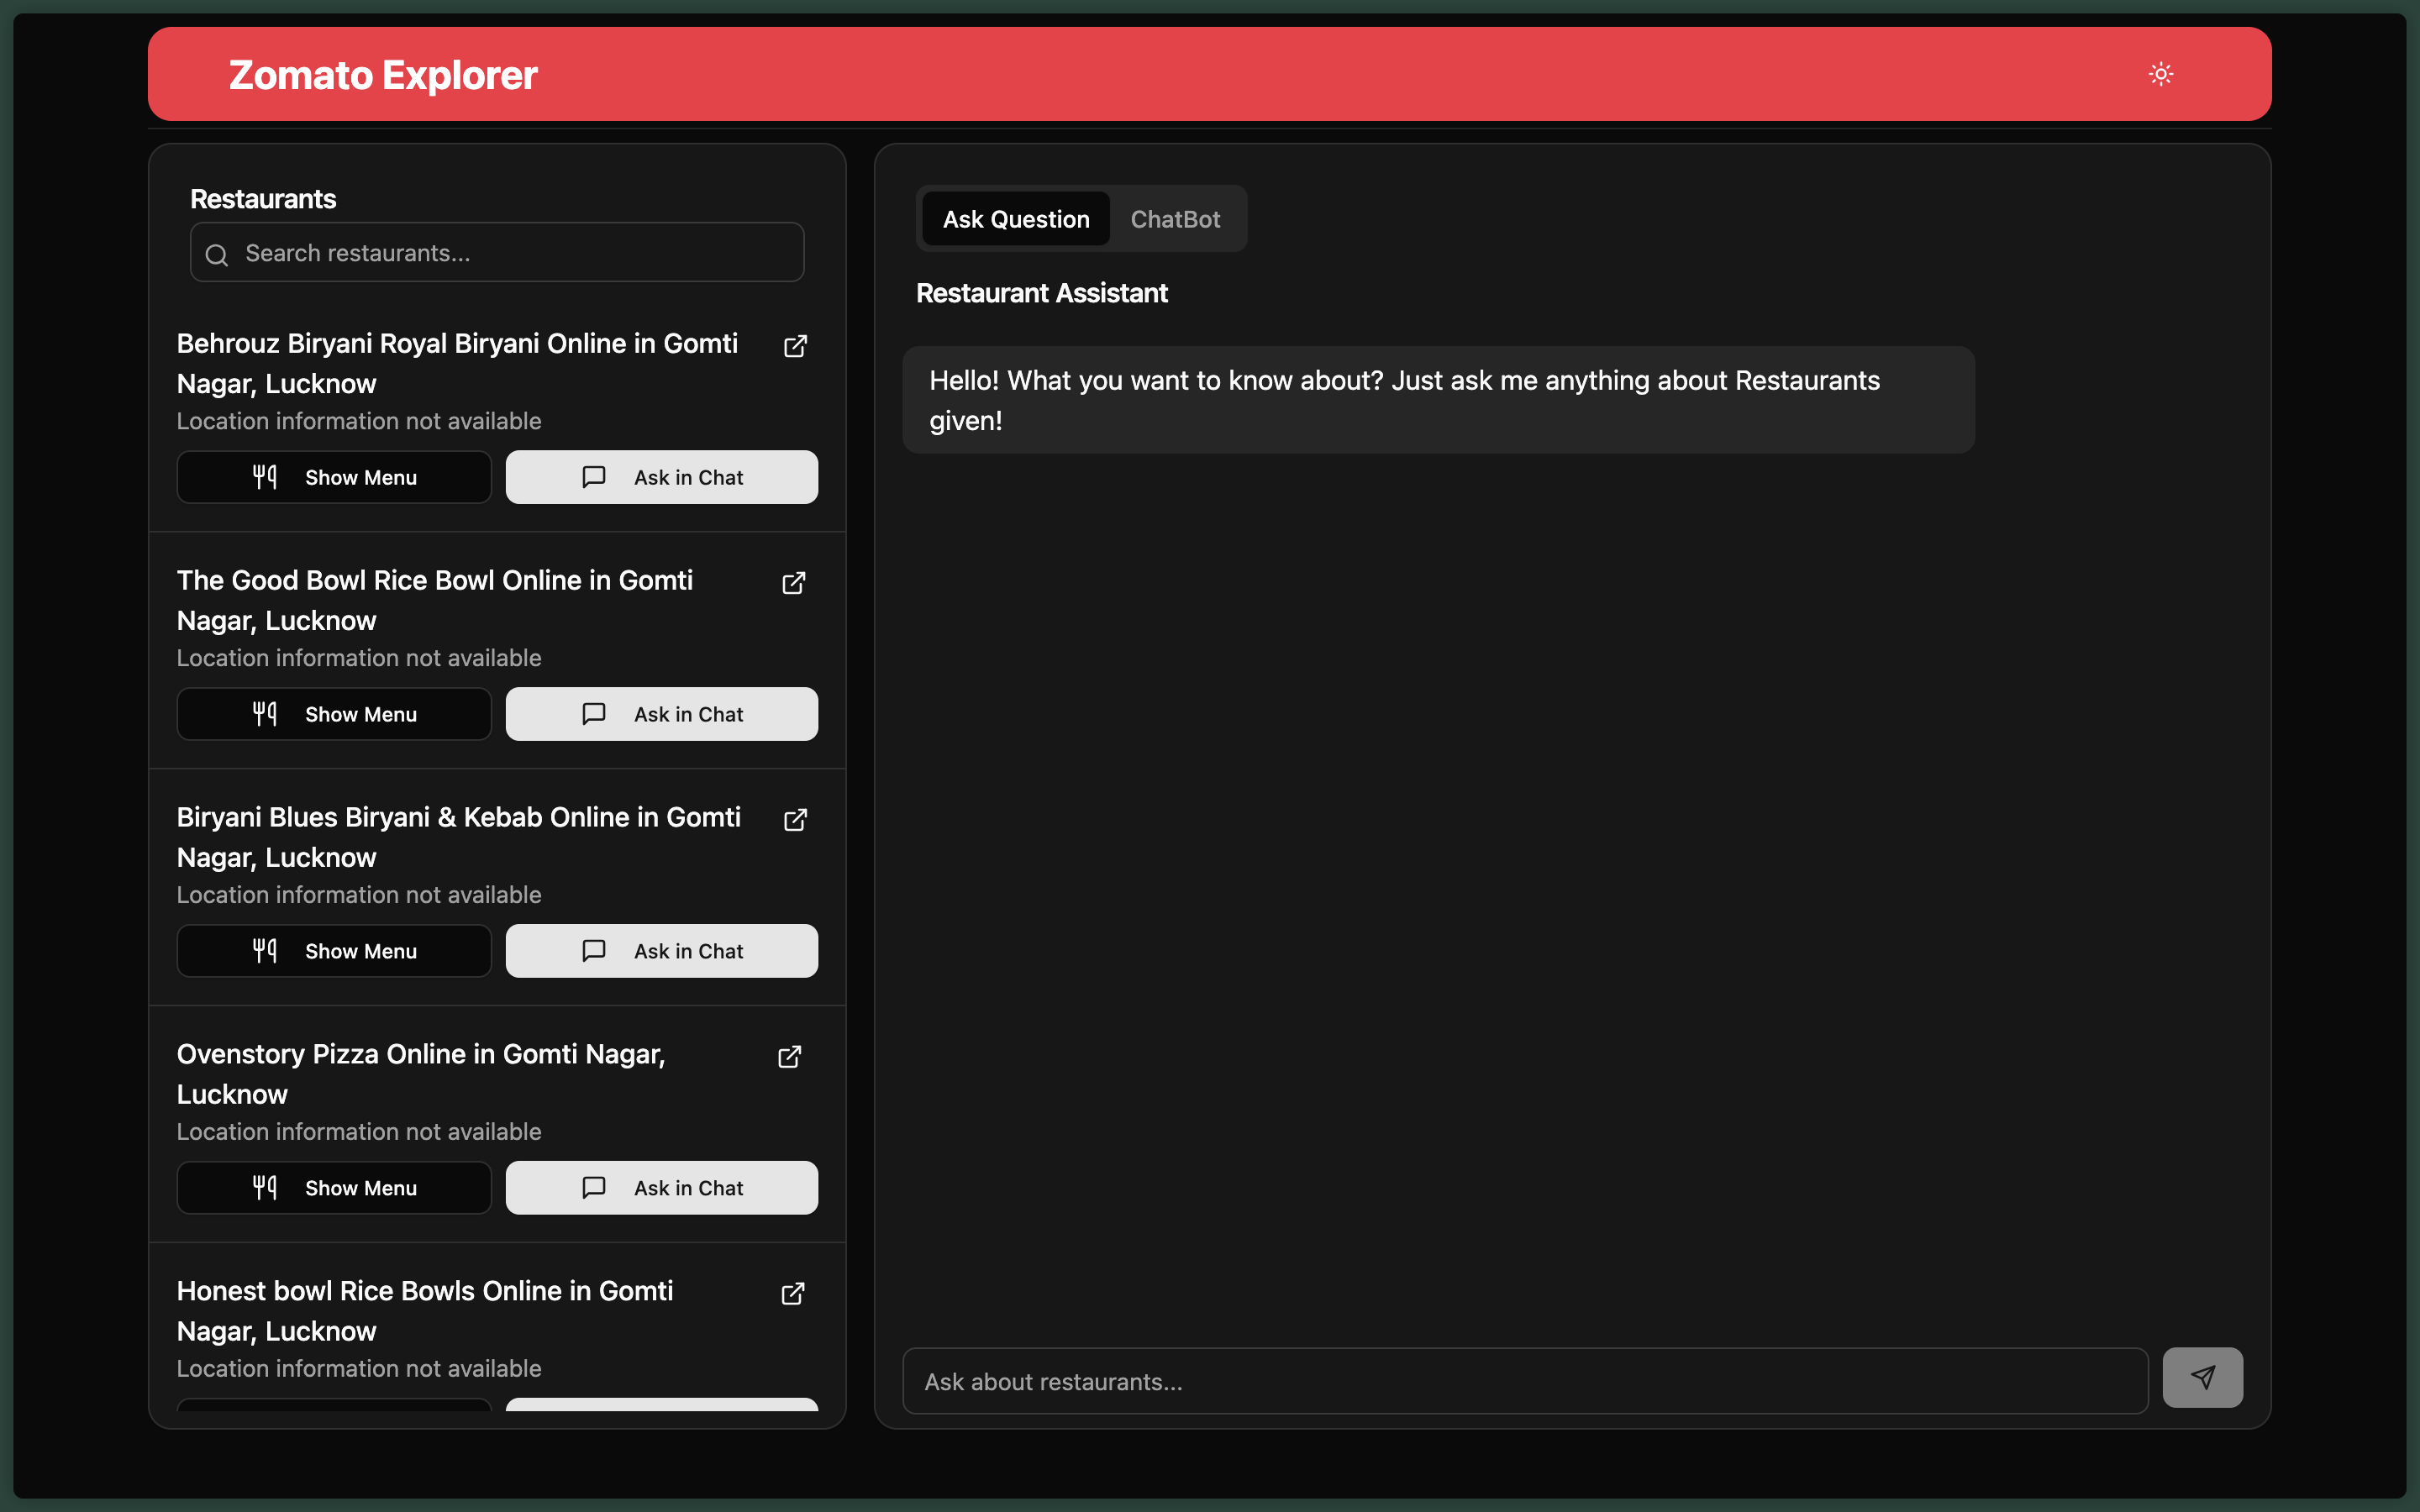 Zomato Explorer
Restaurants
Search restaurants...
Behrouz Biryani Royal Biryani Online in Gomti
Nagar, Lucknow
Location information not available
Show Menu
Ask in Chat
The Good Bowl Rice Bowl Online in Gomti
Nagar, Lucknow
Location information not available
Show Menu
Ask in Chat
Biryani Blues Biryani & Kebab Online in Gomti
Nagar, Lucknow
Location information not available
Show Menu
Ask in Chat
Ovenstory Pizza Online in Gomti Nagar,
Lucknow
Location information not available
Show Menu
Ask in Chat
Honest bowl Rice Bowls Online in Gomti
Nagar, Lucknow
Location information not available
Ask Question
ChatBot
Restaurant Assistant
Hello! What you want to know about? Just ask me anything about Restaurants
given!
Ask about restaurants...